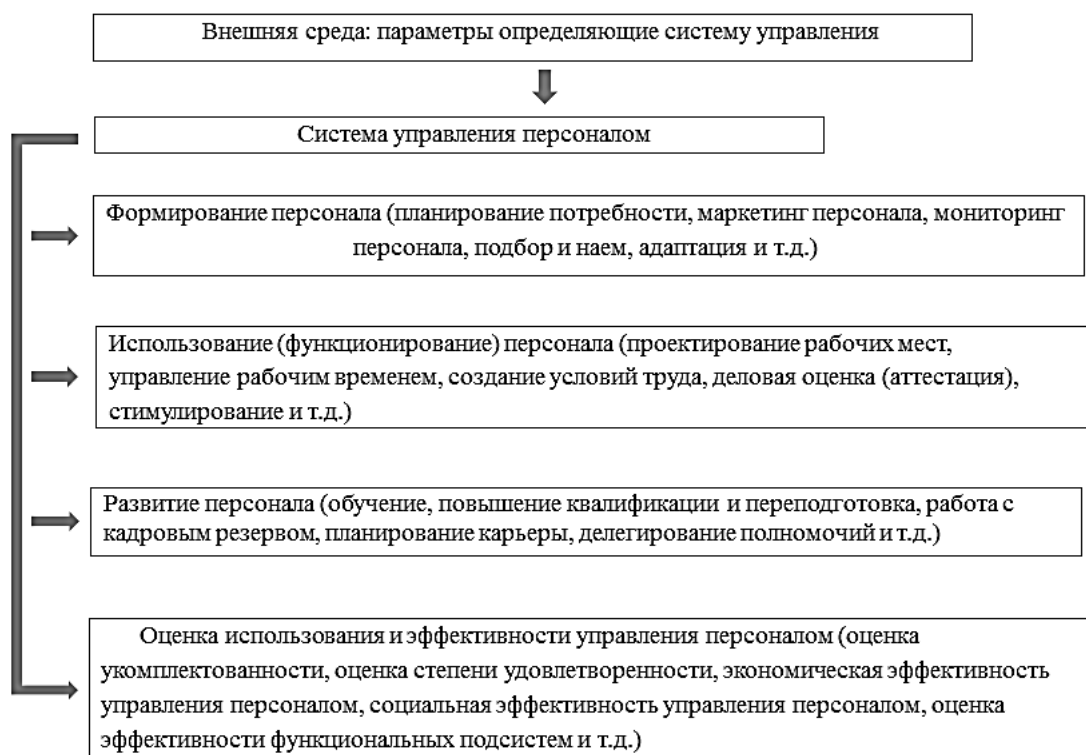 Внешняя среда: параметры определяющие систему управления
Система управления персоналом
Формирование персонала (планирование потребности, маркетинг персонала, мониторинг
персонала, подбор и наем, адаптация и т.д.)
Использование (функционирование) персонала (проектирование рабочих мест,
управление рабочим временем, создание условий труда, деловая оценка (аттестация),
стимулирование и т.д.)
Развитие персонала (обучение, повышение квалификации и переподготовка, работа с
кадровым резервом, планирование карьеры, делегирование полномочий и т.д.)
Оценка использования и эффективности управления персоналом (оценка
укомплектованности, оценка степени удовлетворенности, экономическая эффективность
управления персоналом, социальная эффективность управления персоналом, оценка
эффективности функциональных подсистем и т.д.)